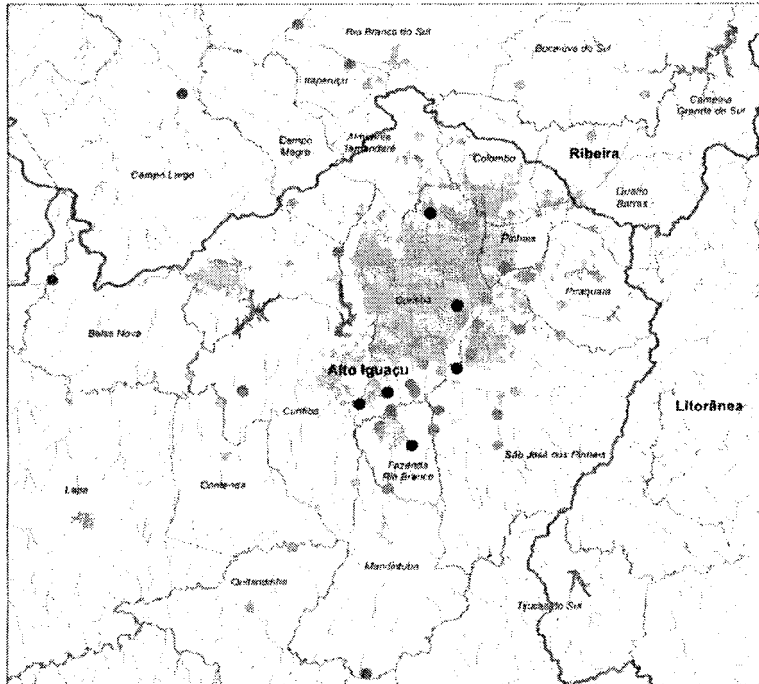 Rio Branco do Sul
Bocaiúva do Sul
Itaperuçu
Campina
Grande do Sul
Campo
Magro
Almirante
Tamandaré
Colombo
Ribeira
Campo Largo
Quatro
Barras
Pinhais
Piraquara
Curitiba
Balsa Nova
Alto Iguaçu
Litorânea
São José dos Pinhais
Fazenda
Rio Branco
Contenda
Lapa
Mandirituba
Quitandinha
Tijucas do Sul